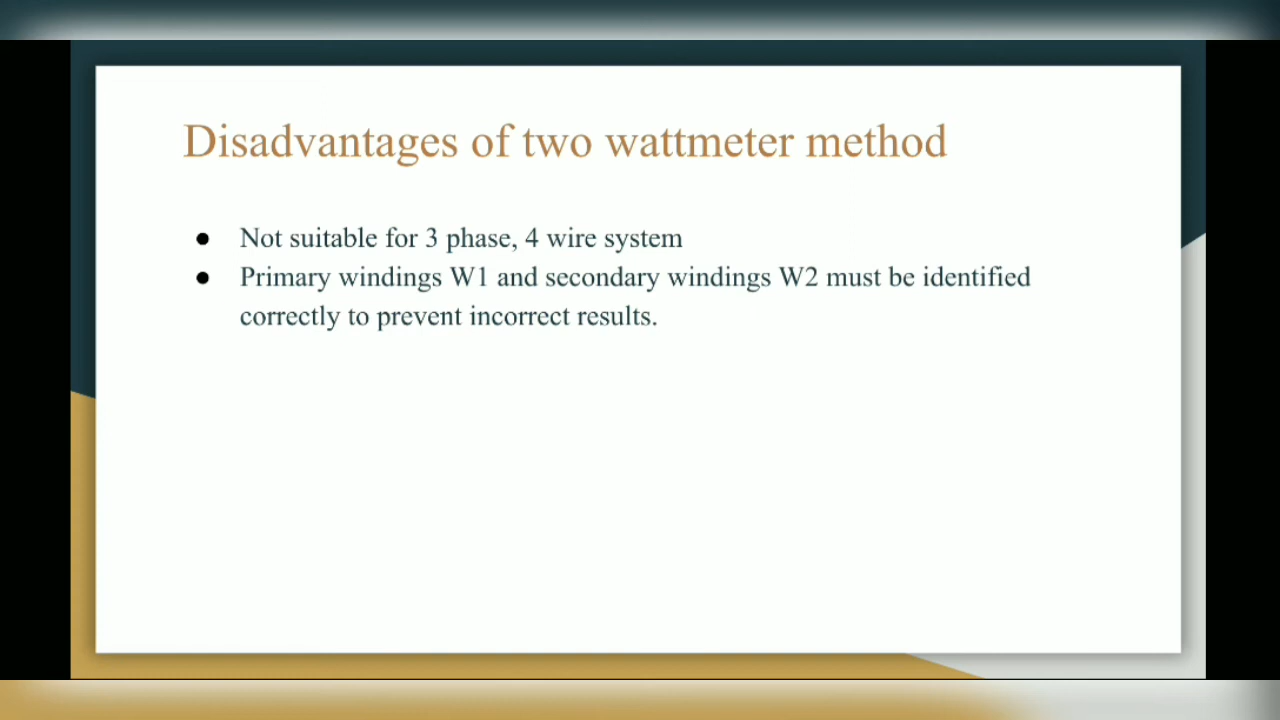 Disadvantages of two wattmeter method
● Not suitable for 3 phase, 4 wire system
● Primary windings W1 and secondary windings W2 must be identified
correctly to prevent incorrect results.